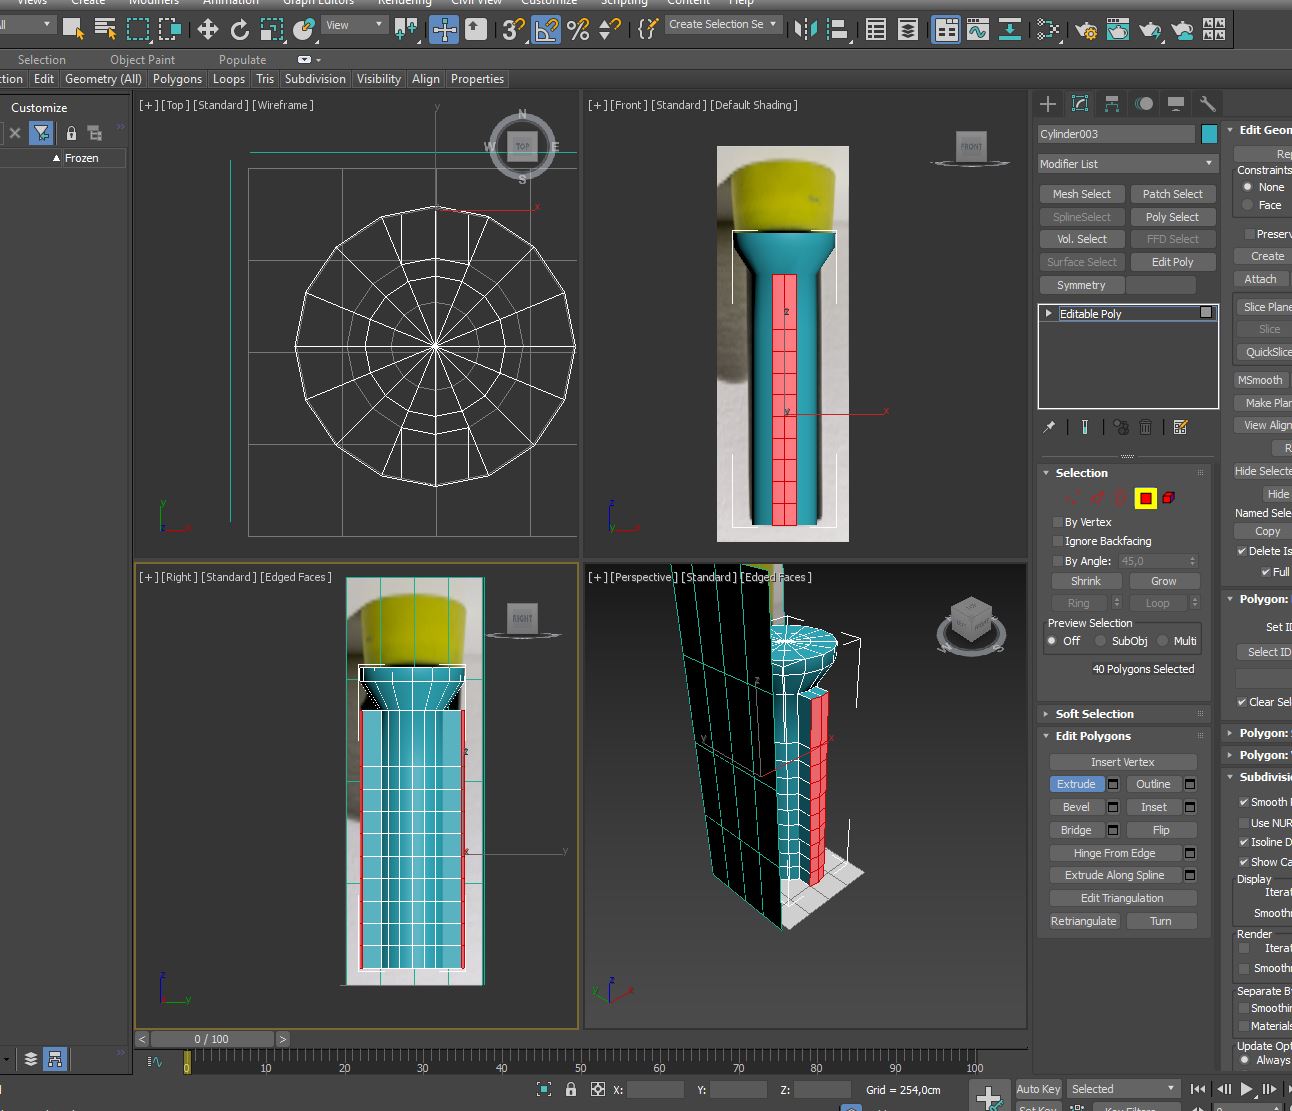 Views Create Modifiers Animation Graph Editors Rendering Civil View Customize Scripting Content Help
View
Create Selection Se
Selection Object Paint Populate
ction Edit Geometry (All) Polygons Loops Tris Subdivision Visibility Align Properties
Customize
Frozen
[+] [Top] [Standard] [Wireframe]
y
N
W TOP E
S
x
y
z x
[+] [Front] [Standard] [Default Shading]
FRONT
z
y x
z
y x
[+] [Right] [Standard] [Edged Faces]
RIGHT
z
x y
z
x y
[+] [Perspective] [Standard] [Edged Faces]
W S
z
y x
z
y x
Cylinder003
Modifier List
Mesh Select Patch Select
SplineSelect Poly Select
Vol. Select FFD Select
Surface Select Edit Poly
Symmetry
Editable Poly
Selection
By Vertex
Ignore Backfacing
By Angle: 45,0
Shrink Grow
Ring Loop
Preview Selection
Off SubObj Multi
40 Polygons Selected
Soft Selection
Edit Polygons
Insert Vertex
Extrude Outline
Bevel Inset
Bridge Flip
Hinge From Edge
Extrude Along Spline
Edit Triangulation
Retriangulate Turn
Edit Geom
Rep
Constraints
None
Face
Preserv
Create
Attach
Slice Plane
Slice
QuickSlice
MSmooth
Make Plan
View Align
R
Hide Selecte
Hide
Named Sele
Copy
Delete Is
Full
Polygon:
Set ID
Select ID
Clear Sel
Polygon:
Polygon:
Subdivisi
Smooth
Use NUR
Isoline D
Show Ca
Display
Iterat
Smooth
Render
Iterat
Smooth
Separate B
Smoothin
Materials
Update Opt
Always
< 0 / 100 >
0 10 20 30 40 50 60 70 80 90 100
X: Y: Z: Grid = 254,0cm
Auto Key Selected
Set Key Key Filters